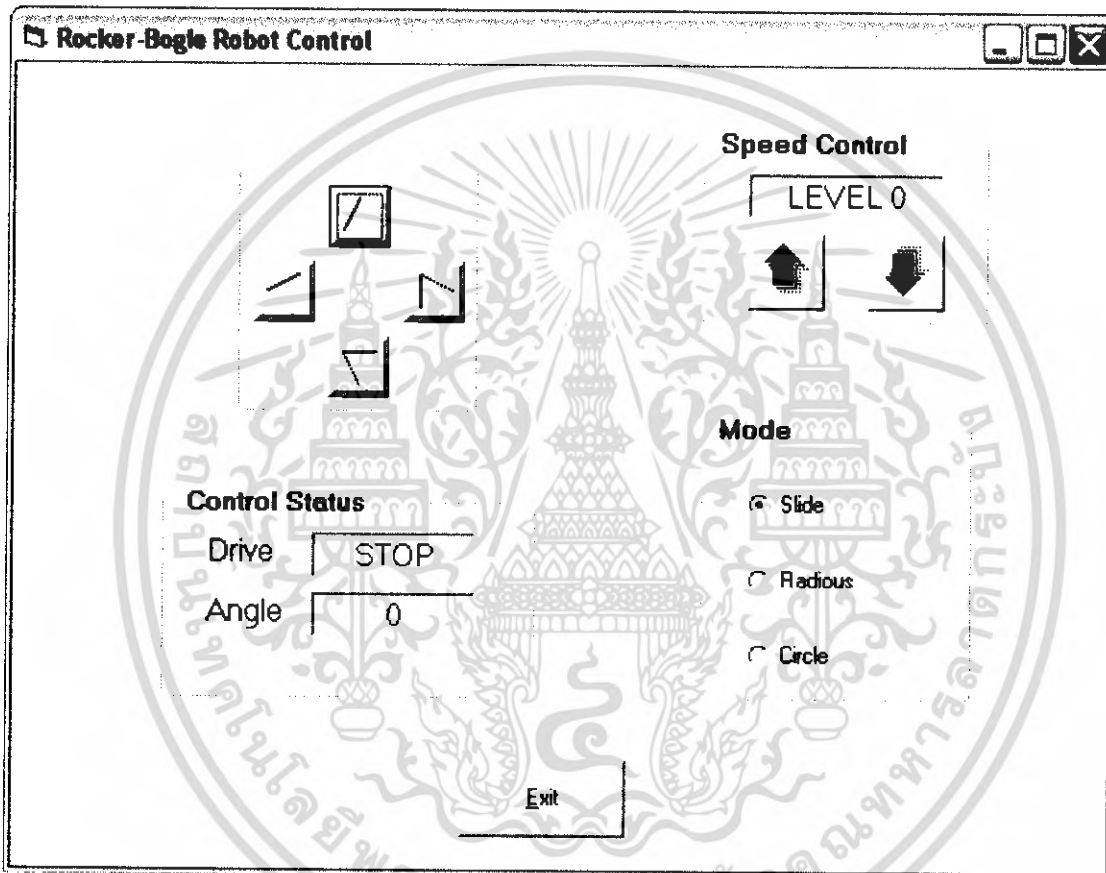 Rocker-Bogie Robot Control
Speed Control
LEVEL 0
Mode
Slide
Radious
Circle
Control Status
Drive STOP
Angle 0
Exit